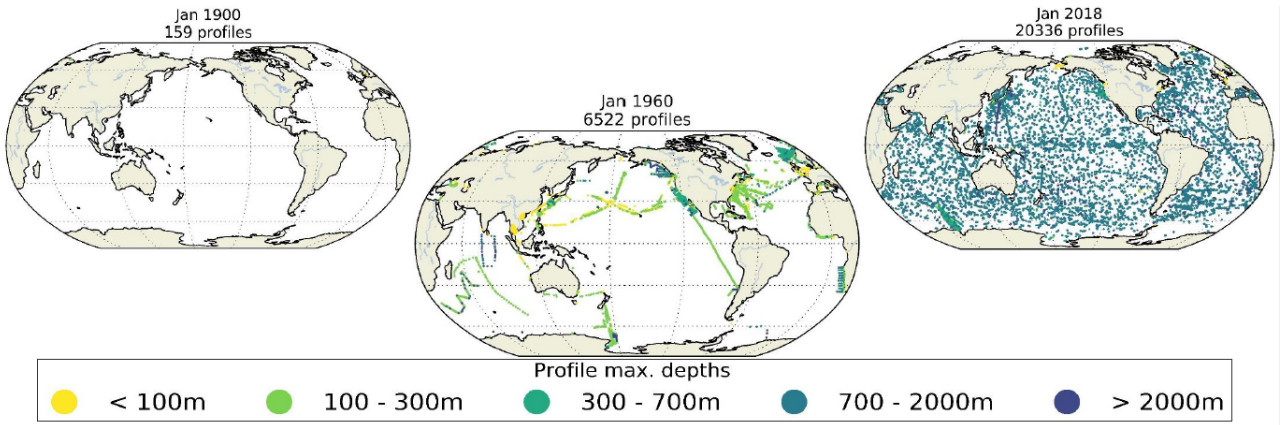 Jan 1900
159 profiles
Jan 1960
6522 profiles
Jan 2018
20336 profiles
Profile max. depths
< 100m
100 - 300m
300 - 700m
700 - 2000m
> 2000m